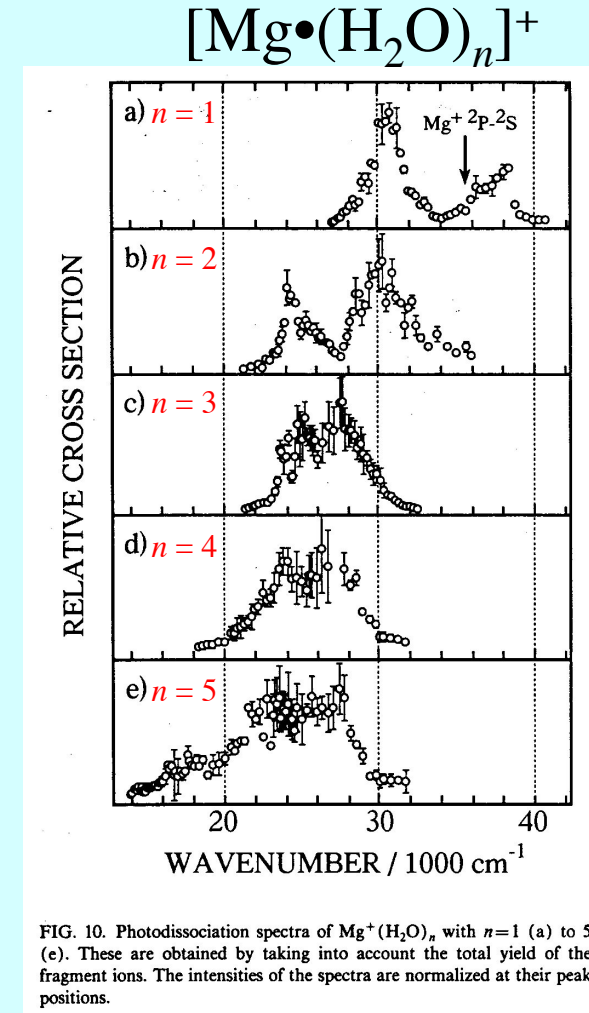 [Mg•(H₂O)ₙ]⁺
a) n = 1
Mg⁺ ²P-²S
b) n = 2
c) n = 3
d) n = 4
e) n = 5
RELATIVE CROSS SECTION
20 30 40
WAVENUMBER / 1000 cm⁻¹
FIG. 10. Photodissociation spectra of Mg⁺(H₂O)ₙ with n=1 (a) to 5
(e). These are obtained by taking into account the total yield of the
fragment ions. The intensities of the spectra are normalized at their peak
positions.